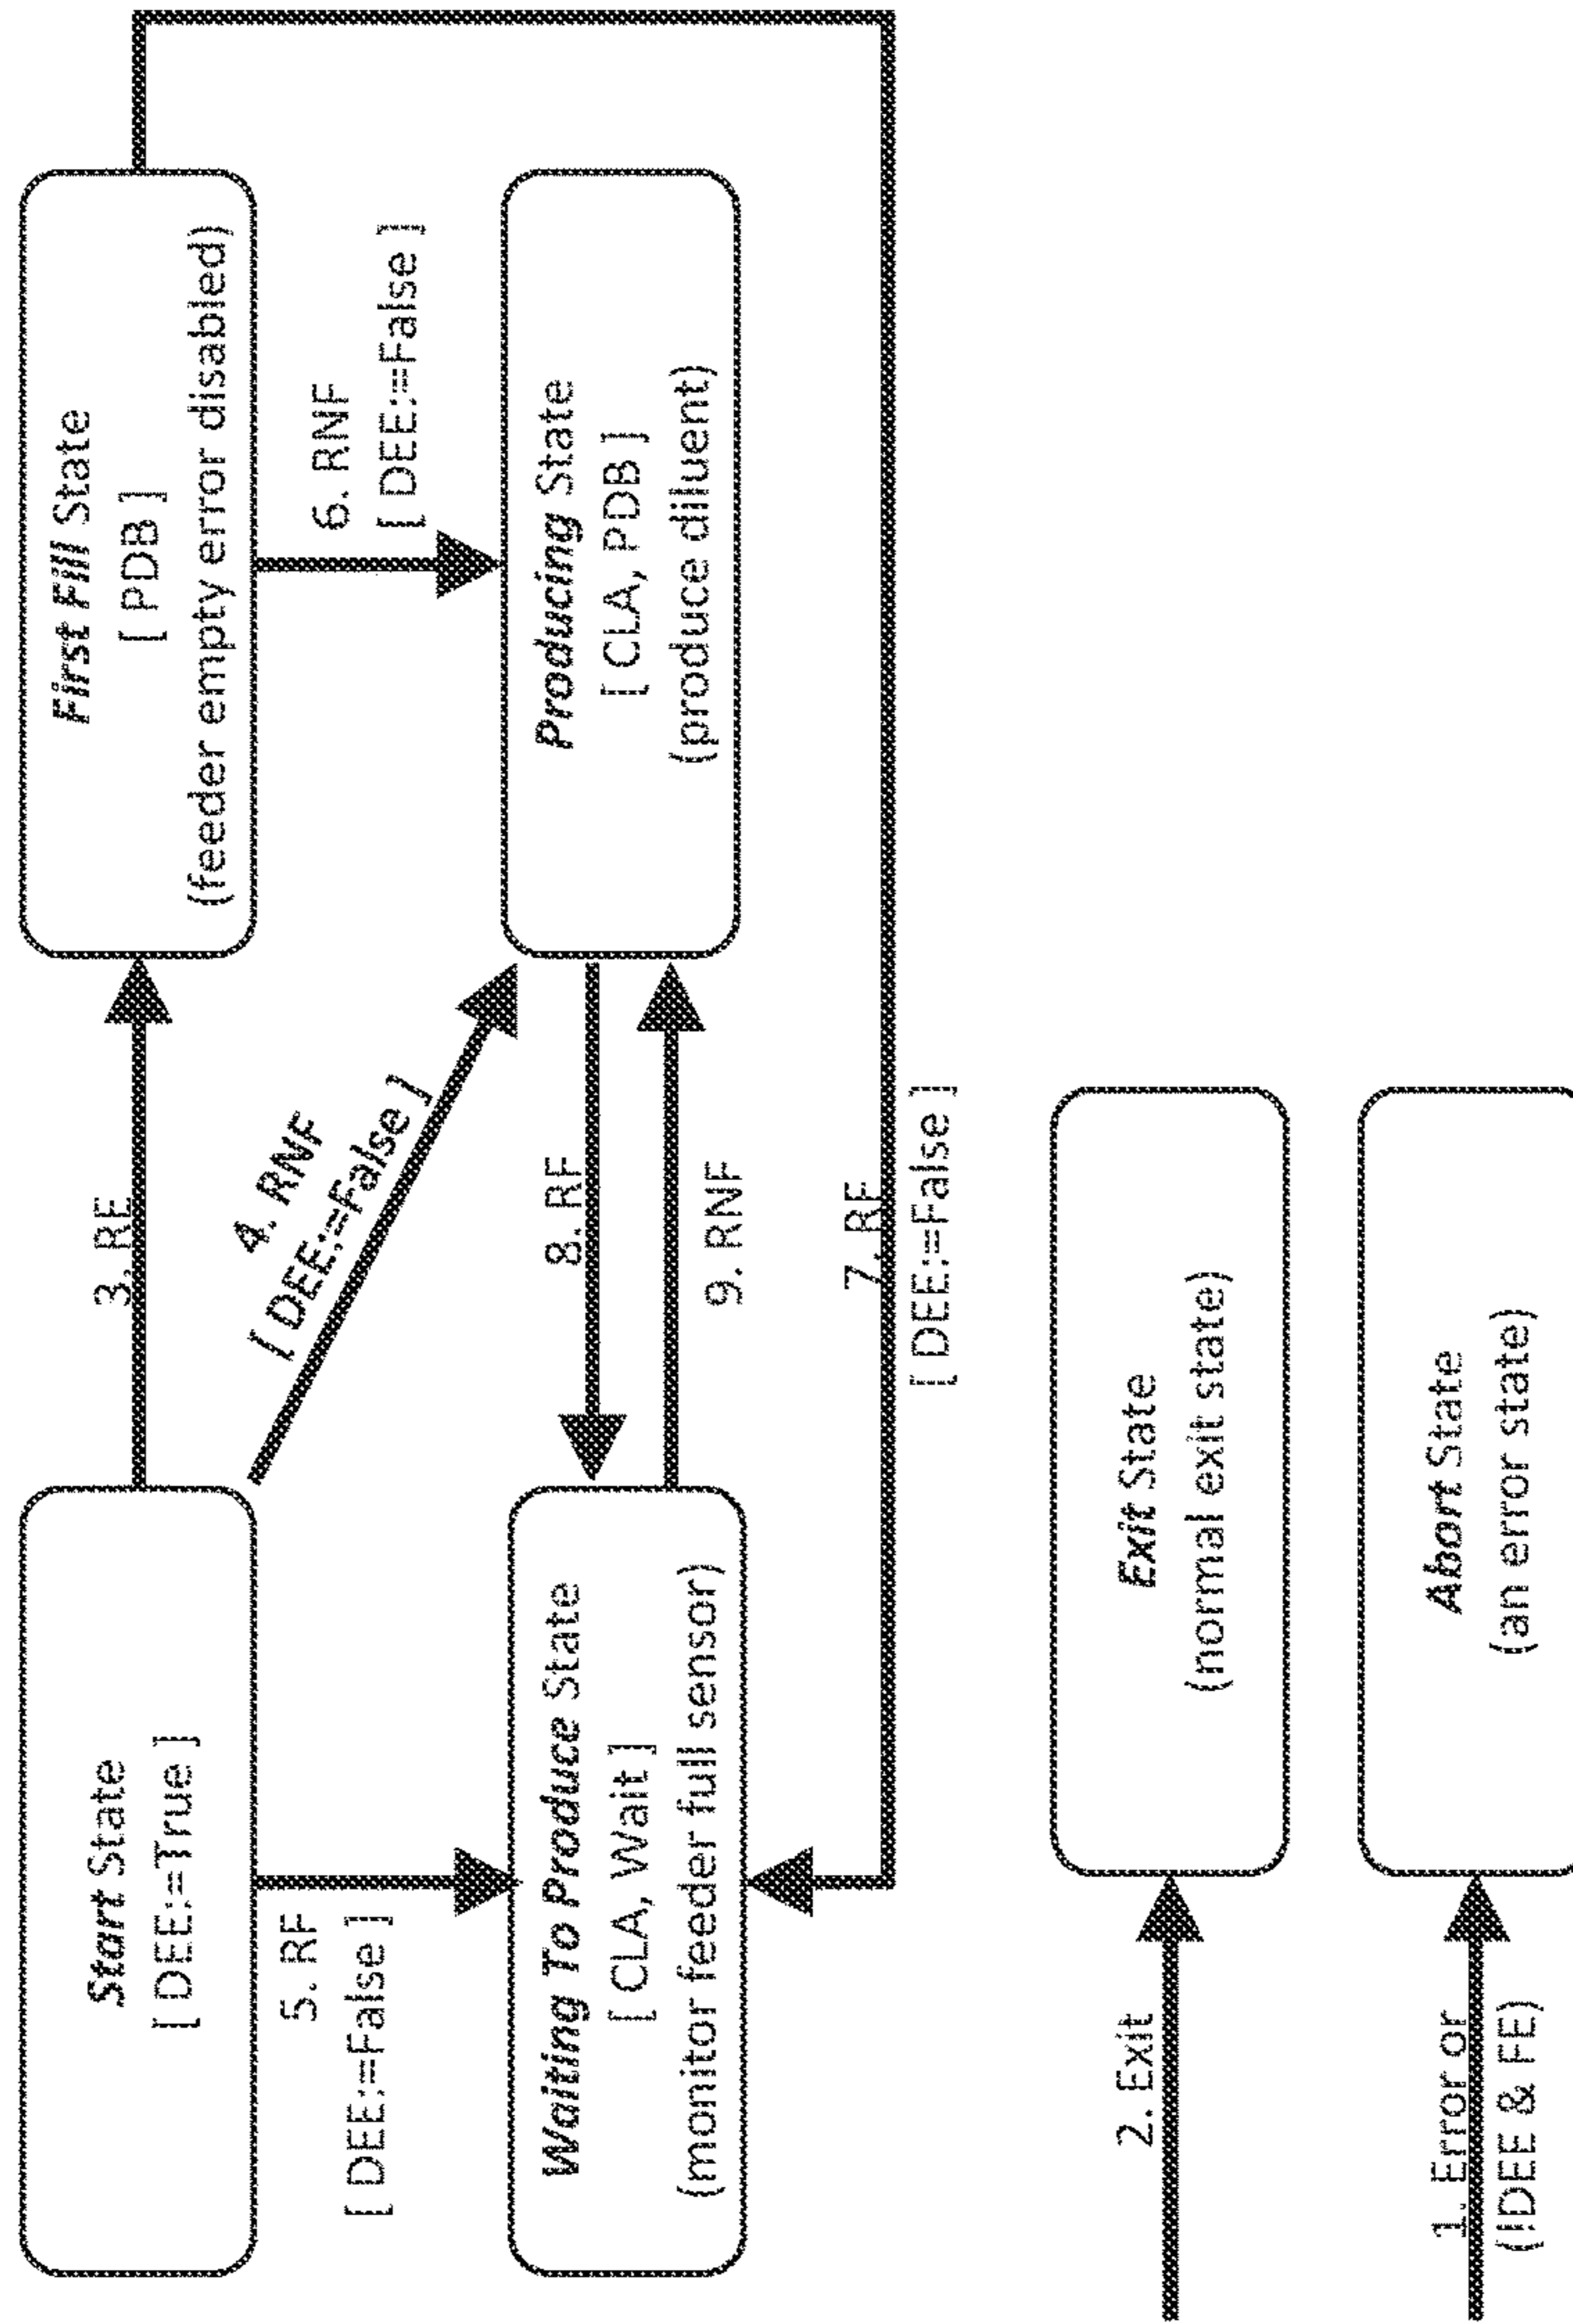 Start State
[ DEE:=True ]
3. RE
First Fill State
[ PDB ]
(feeder empty error disabled)
4. RNF
[ DEE:=False ]
5. RF
[ DEE:=False ]
6. RNF
[ DEE:=False ]
Waiting To Produce State
[ CLA, Wait ]
(monitor feeder full sensor)
8. RF
9. RNF
Producing State
[ CLA, PDB ]
(produce diluent)
7. RF
[ DEE:=False ]
2. Exit
Exit State
(normal exit state)
1. Error or
(!DEE & FE)
Abort State
(an error state)